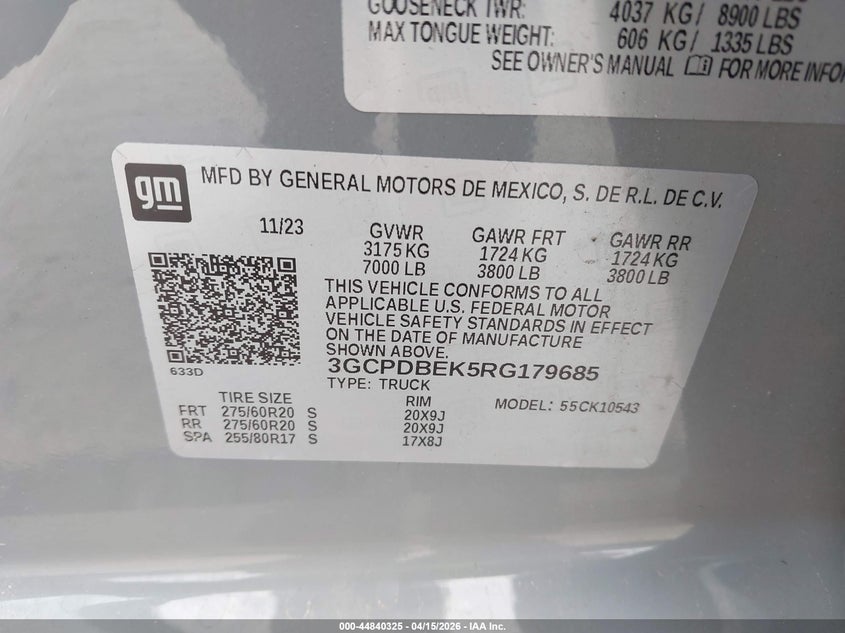 GOOSENECK TWR: 4037 KG/ 8900 LBS
MAX TONGUE WEIGHT: 606 KG/ 1335 LBS
SEE OWNER'S MANUAL FOR MORE INFOR
gm
MFD BY GENERAL MOTORS DE MEXICO, S. DE R.L. DE C.V.
11/23 GVWR GAWR FRT GAWR RR
3175 KG 1724 KG 1724 KG
7000 LB 3800 LB 3800 LB
THIS VEHICLE CONFORMS TO ALL
APPLICABLE U.S. FEDERAL MOTOR
VEHICLE SAFETY STANDARDS IN EFFECT
ON THE DATE OF MANUFACTURE
SHOWN ABOVE.
633D
3GCPDBEK5RG179685
TYPE: TRUCK
TIRE SIZE RIM MODEL: 55CK10543
FRT 275/60R20 S 20X9J
RR 275/60R20 S 20X9J
SPA 255/80R17 S 17X8J
000-44840325 - 04/15/2026 - IAA Inc.